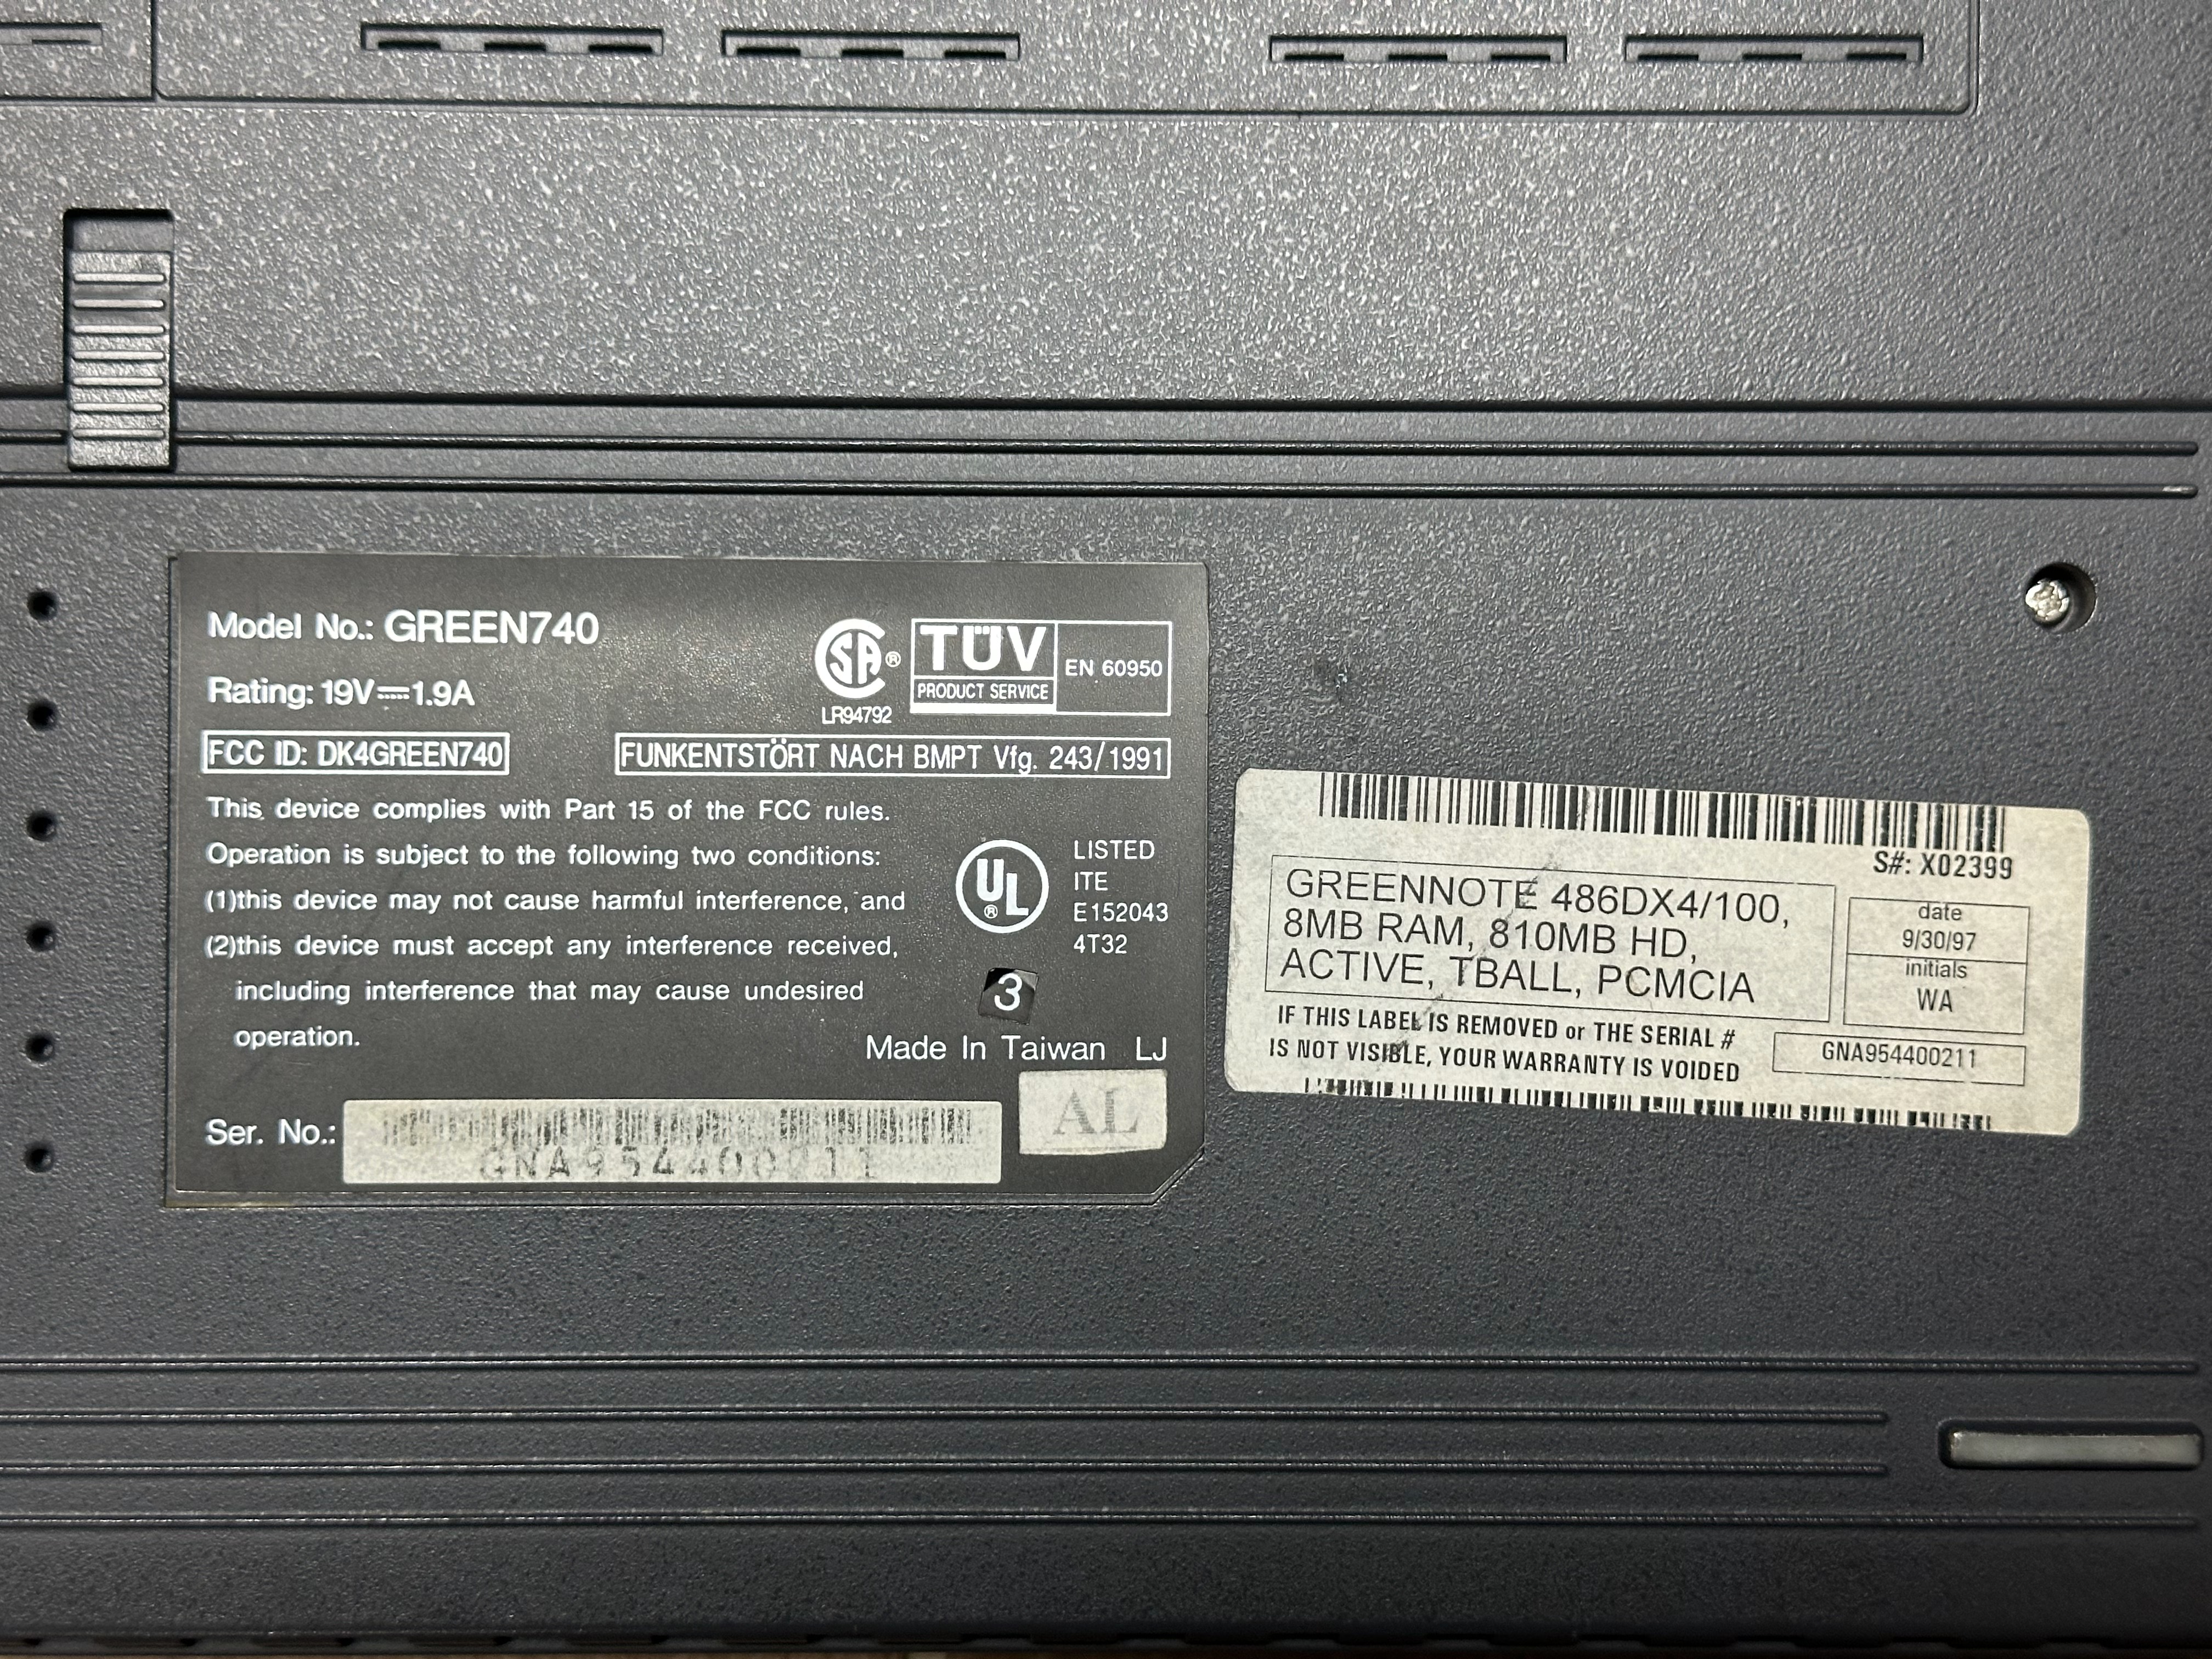 Model No.: GREEN740
Rating: 19V⎓1.9A
SA®
LR94792
TÜV
PRODUCT SERVICE
EN 60950
FCC ID: DK4GREEN740
FUNKENTSTÖRT NACH BMPT Vfg. 243/1991
This device complies with Part 15 of the FCC rules.
Operation is subject to the following two conditions:
(1)this device may not cause harmful interference, and
(2)this device must accept any interference received,
including interference that may cause undesired
operation.
UL®
LISTED
ITE
E152043
4T32
3
Made In Taiwan LJ
Ser. No.:
GNA954400211
AL
S#: X02399
GREENNOTE 486DX4/100,
8MB RAM, 810MB HD,
ACTIVE, TBALL, PCMCIA
date
9/30/97
initials
WA
IF THIS LABEL IS REMOVED or THE SERIAL #
IS NOT VISIBLE, YOUR WARRANTY IS VOIDED
GNA954400211